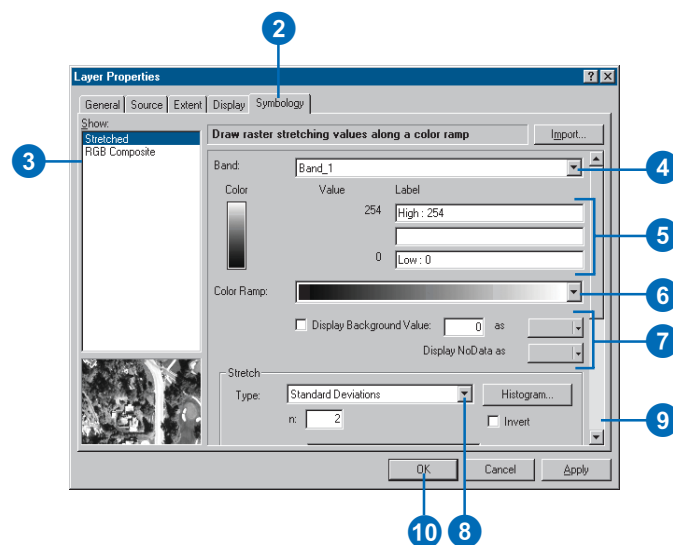 2
Layer Properties
General Source Extent Display Symbology
Show:
Stretched
RGB Composite
3
Draw raster stretching values along a color ramp
Import...
Band: Band_1
4
Color Value Label
254 High : 254
5
0 Low : 0
Color Ramp:
6
Display Background Value: 0 as
7
Display NoData as
Stretch
Type: Standard Deviations Histogram...
n: 2 Invert
9
OK Cancel Apply
10 8